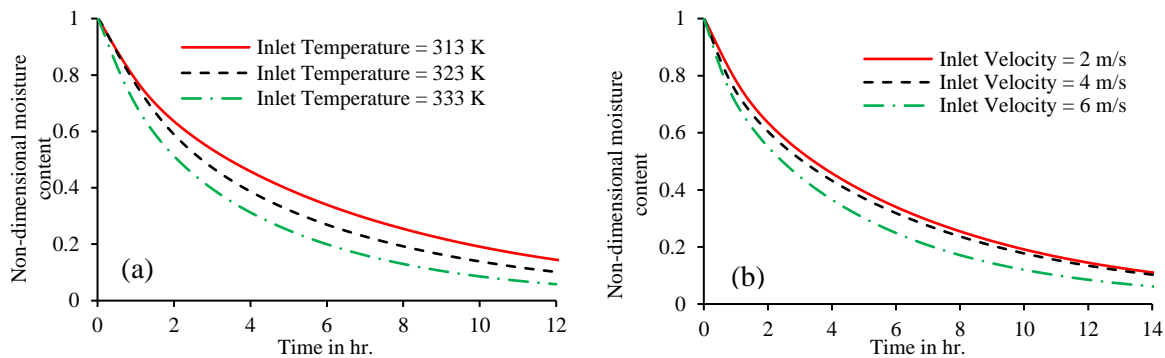 Non-dimensional moisture
content
1
0.8
0.6
0.4
0.2
0
Inlet Temperature = 313 K
Inlet Temperature = 323 K
Inlet Temperature = 333 K
(a)
0 2 4 6 8 10 12
Time in hr.
Non-dimensional moisture
content
1
0.8
0.6
0.4
0.2
0
Inlet Velocity = 2 m/s
Inlet Velocity = 4 m/s
Inlet Velocity = 6 m/s
(b)
0 2 4 6 8 10 12 14
Time in hr.